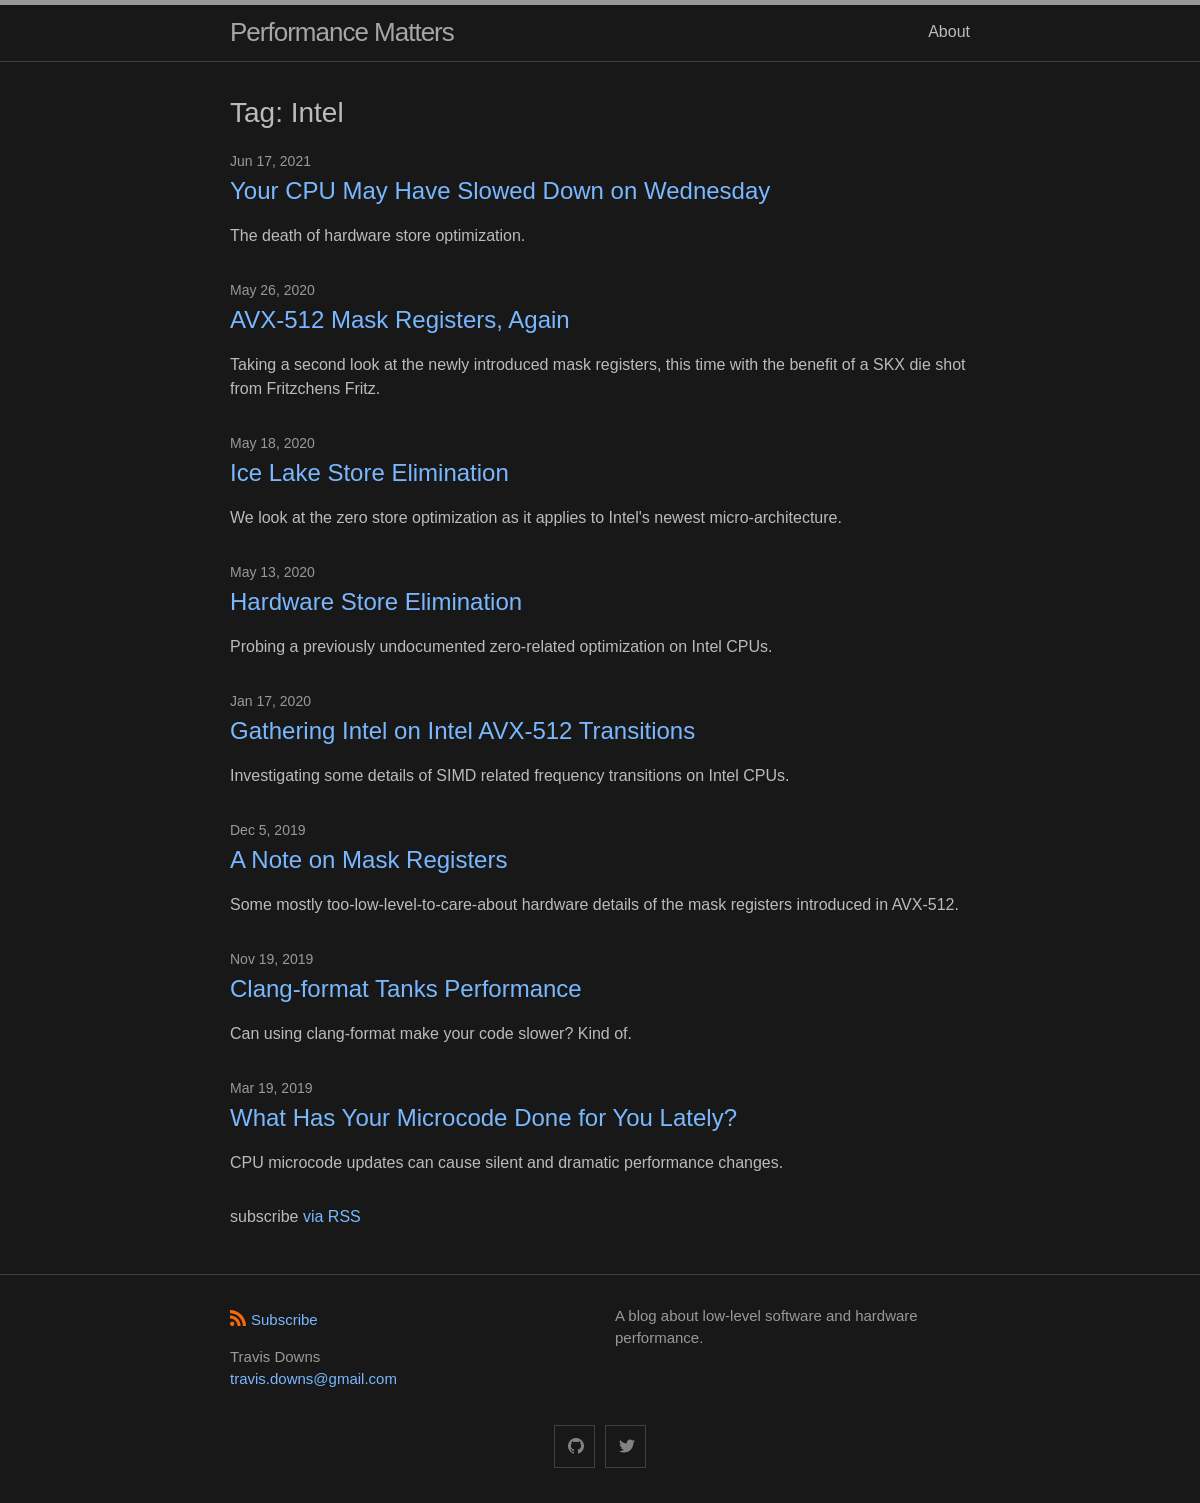 Performance Matters
About
Tag: Intel
Jun 17, 2021
Your CPU May Have Slowed Down on Wednesday
The death of hardware store optimization.
May 26, 2020
AVX-512 Mask Registers, Again
Taking a second look at the newly introduced mask registers, this time with the benefit of a SKX die shot
from Fritzchens Fritz.
May 18, 2020
Ice Lake Store Elimination
We look at the zero store optimization as it applies to Intel's newest micro-architecture.
May 13, 2020
Hardware Store Elimination
Probing a previously undocumented zero-related optimization on Intel CPUs.
Jan 17, 2020
Gathering Intel on Intel AVX-512 Transitions
Investigating some details of SIMD related frequency transitions on Intel CPUs.
Dec 5, 2019
A Note on Mask Registers
Some mostly too-low-level-to-care-about hardware details of the mask registers introduced in AVX-512.
Nov 19, 2019
Clang-format Tanks Performance
Can using clang-format make your code slower? Kind of.
Mar 19, 2019
What Has Your Microcode Done for You Lately?
CPU microcode updates can cause silent and dramatic performance changes.
subscribe via RSS
Subscribe
Travis Downs
travis.downs@gmail.com
A blog about low-level software and hardware
performance.